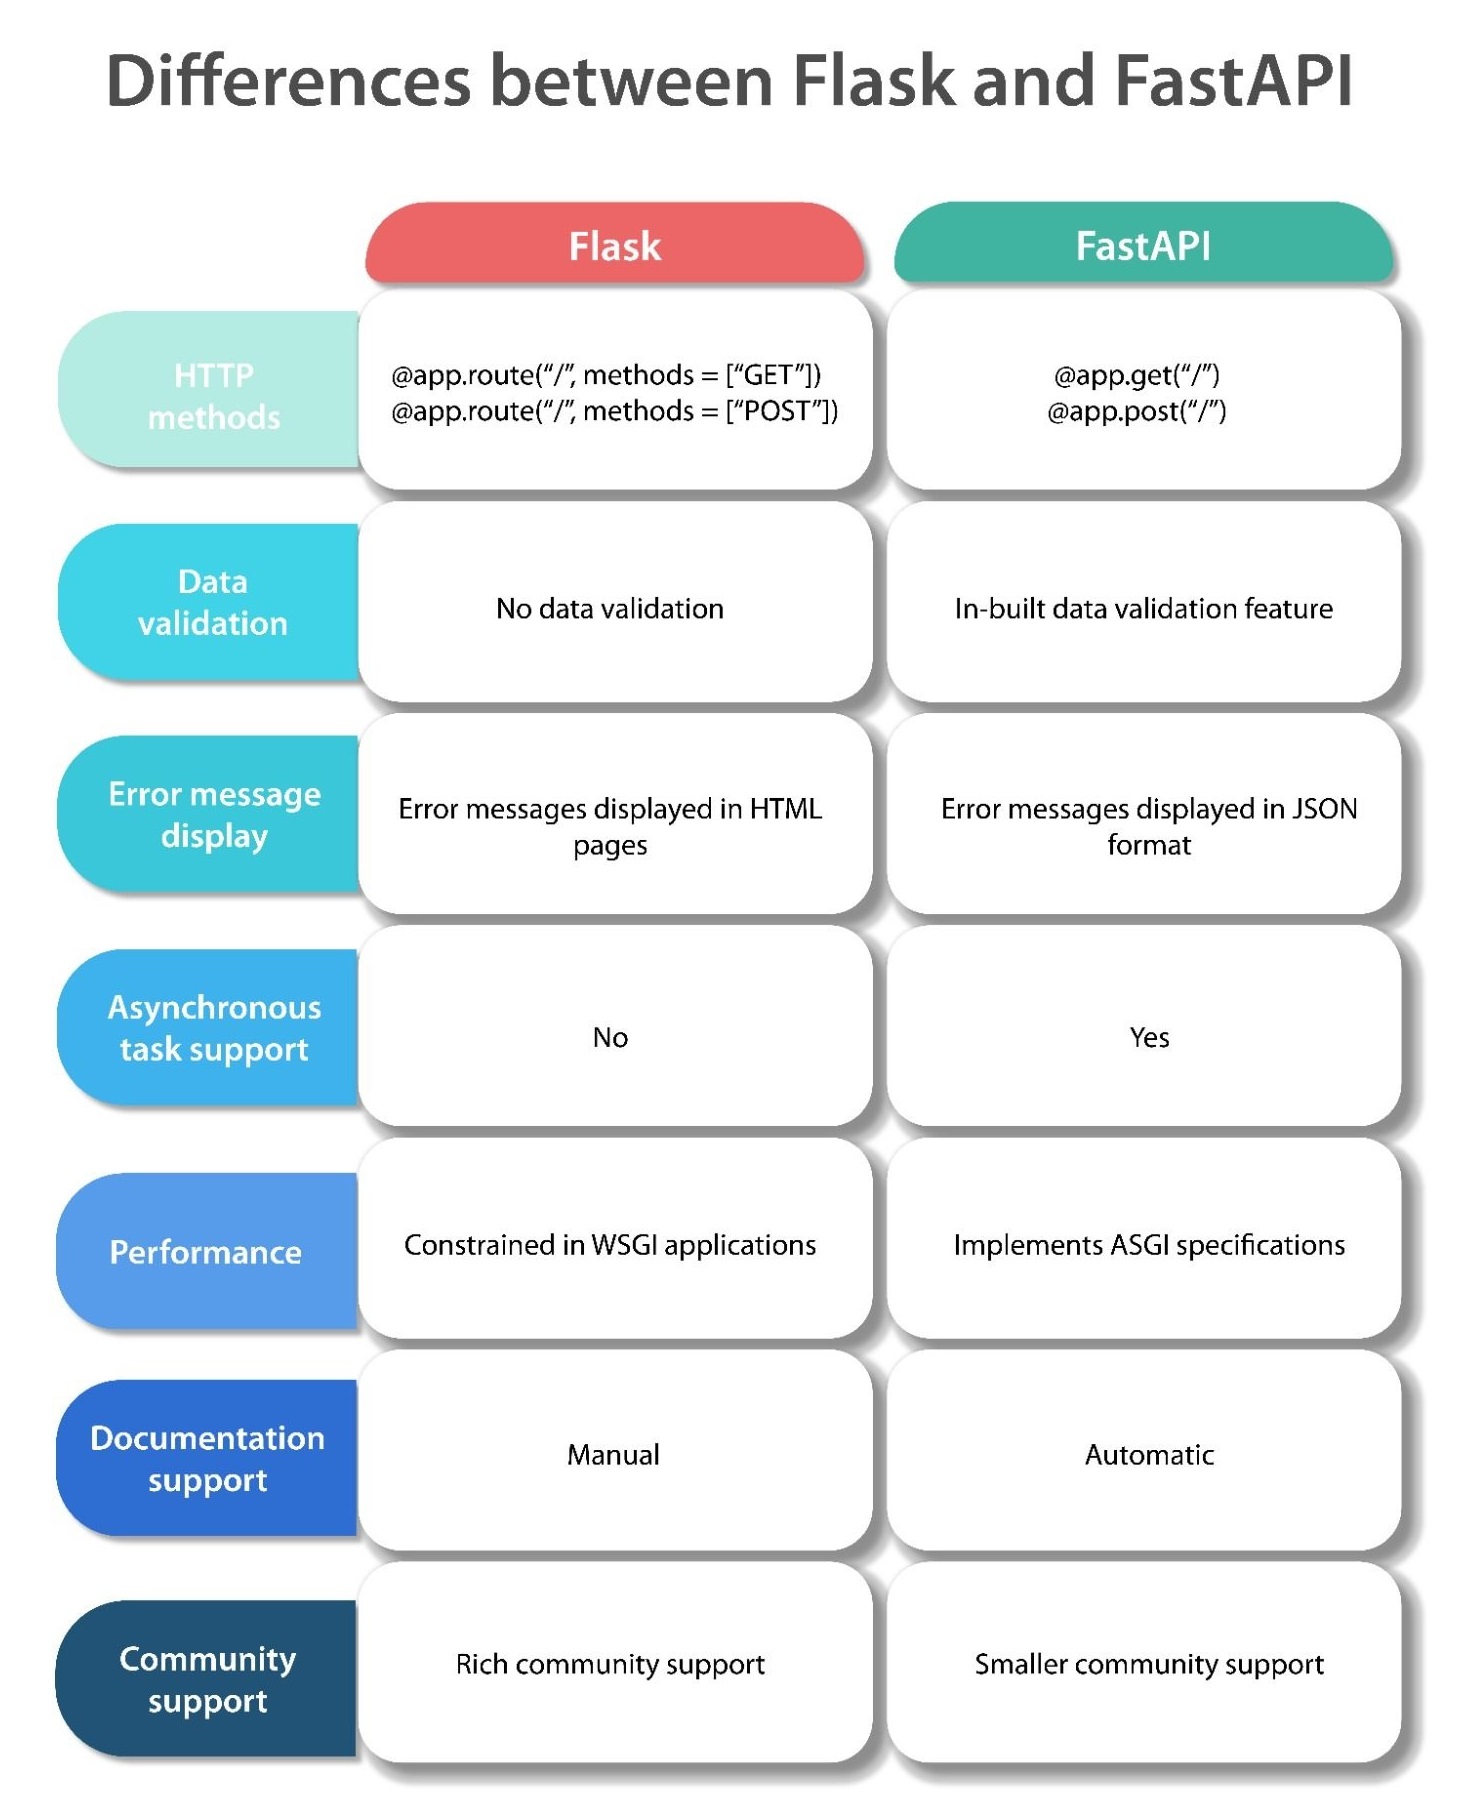 Differences between Flask and FastAPI
Flask
FastAPI
HTTP
methods
@app.route(“/”, methods = [“GET”])
@app.route(“/”, methods = [“POST”])
@app.get(“/”)
@app.post(“/”)
Data
validation
No data validation
In-built data validation feature
Error message
display
Error messages displayed in HTML
pages
Error messages displayed in JSON
format
Asynchronous
task support
No
Yes
Performance
Constrained in WSGI applications
Implements ASGI specifications
Documentation
support
Manual
Automatic
Community
support
Rich community support
Smaller community support